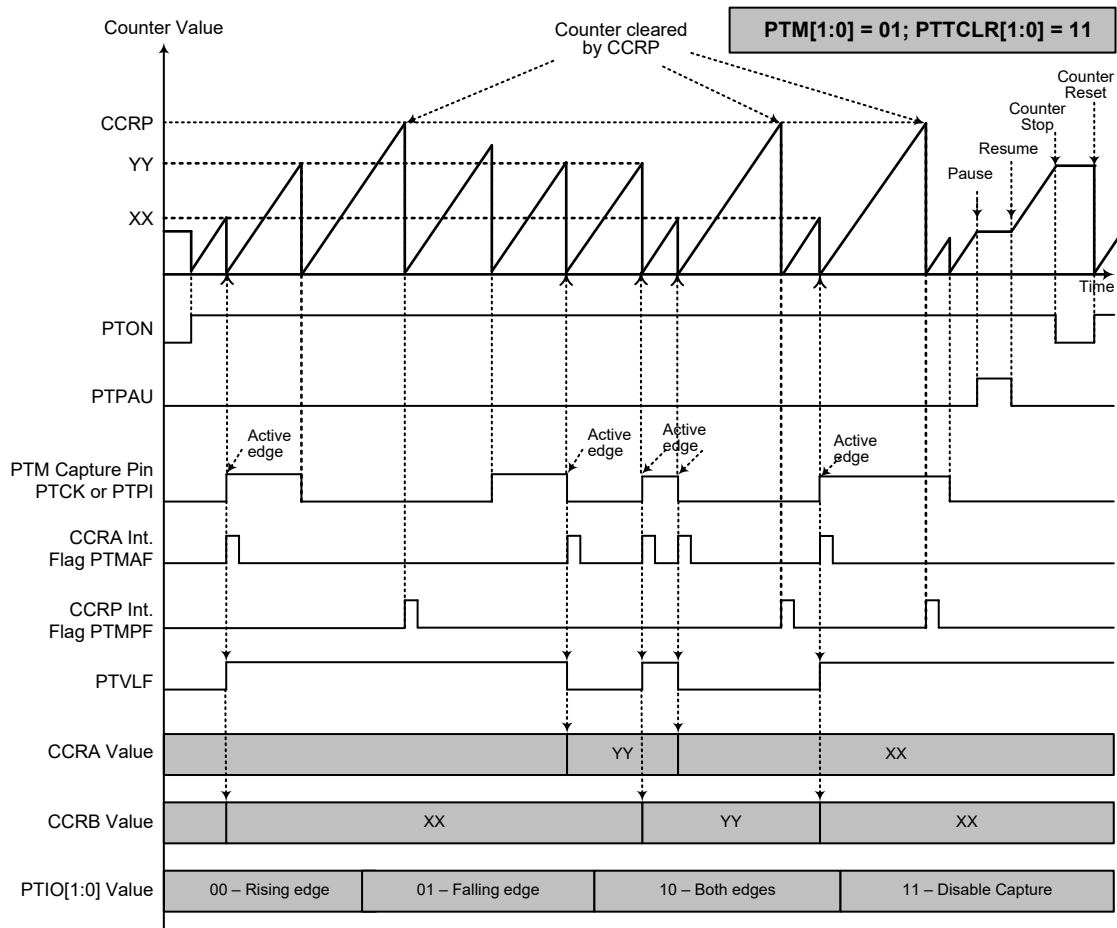 Counter Value
Counter cleared
by CCRP
PTM[1:0] = 01; PTTCLR[1:0] = 11
Counter
Reset
Counter
Stop
CCRP
Resume
YY
Pause
XX
Time
PTON
PTPAU
Active
edge
Active
edge
Active
edge
Active
edge
PTM Capture Pin
PTCK or PTPI
CCRA Int.
Flag PTMAF
CCRP Int.
Flag PTMPF
PTVLF
CCRA Value
YY
XX
CCRB Value
XX
YY
XX
PTIO[1:0] Value
00 – Rising edge
01 – Falling edge
10 – Both edges
11 – Disable Capture